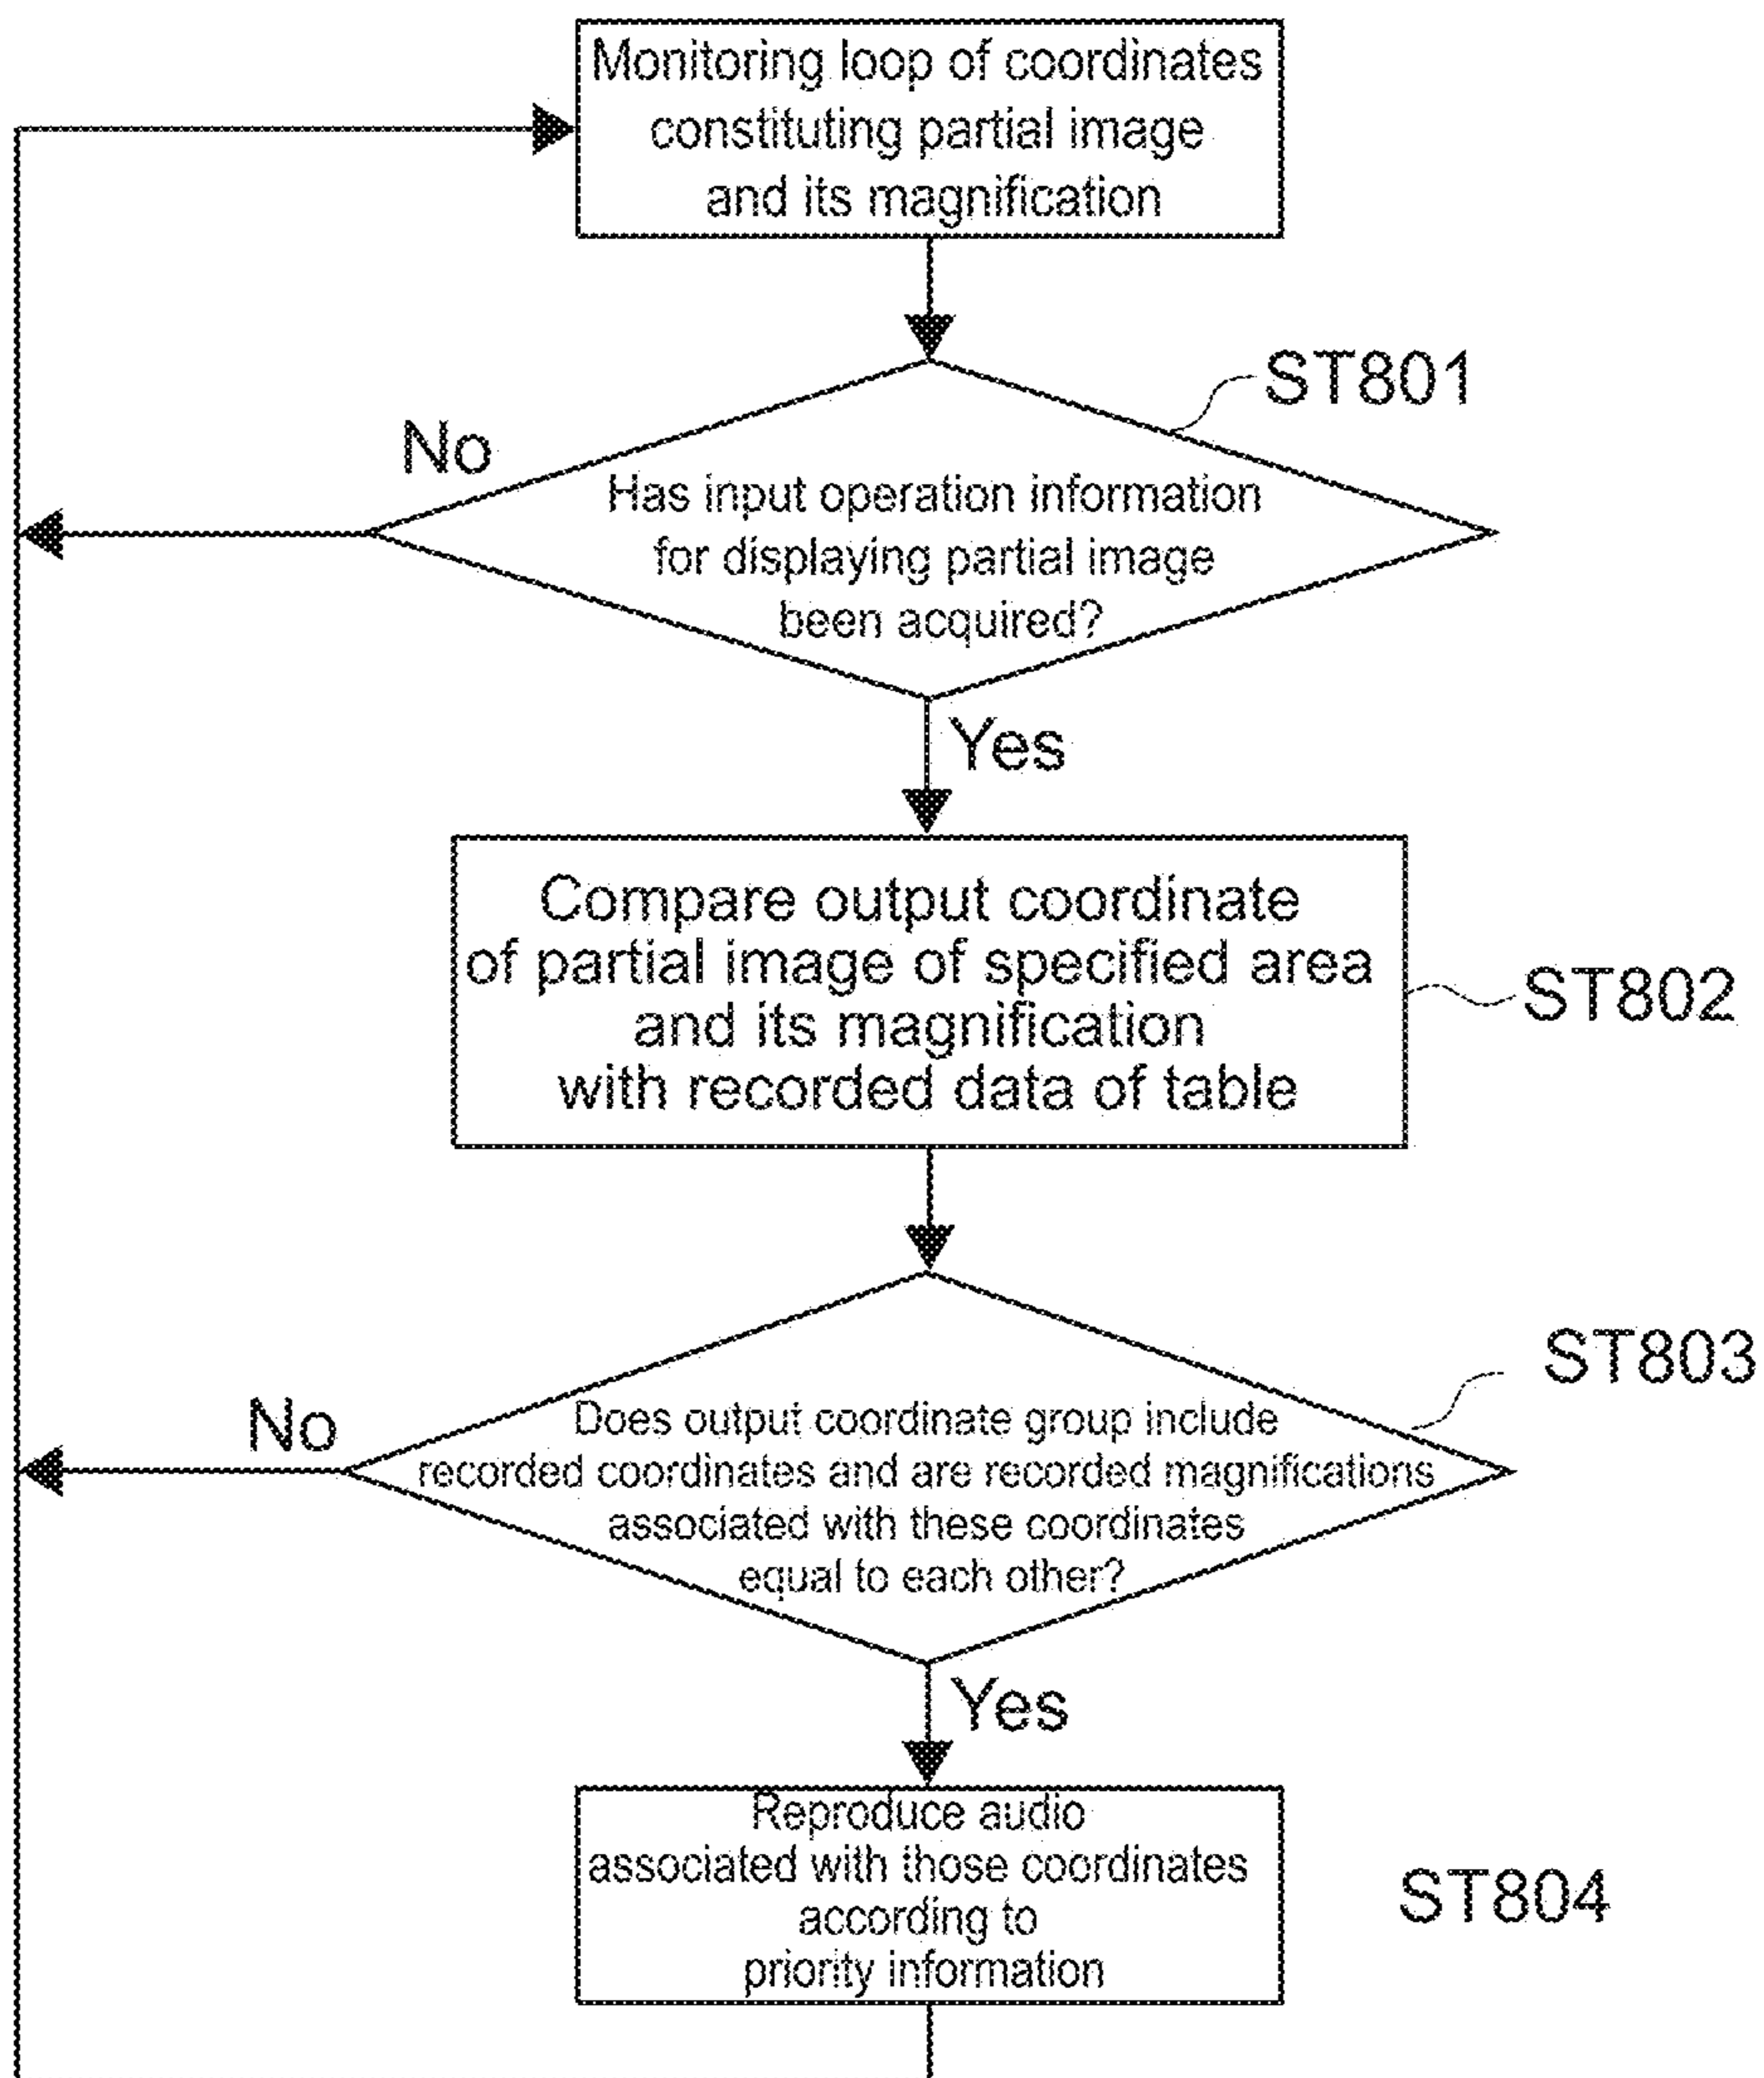 Monitoring loop of coordinates
constituting partial image
and its magnification
ST801
No
Has input operation information
for displaying partial image
been acquired?
Yes
Compare output coordinate
of partial image of specified area
and its magnification
with recorded data of table
ST802
ST803
No
Does output coordinate group include
recorded coordinates and are recorded magnifications
associated with these coordinates
equal to each other?
Yes
Reproduce audio
associated with those coordinates
according to
priority information
ST804